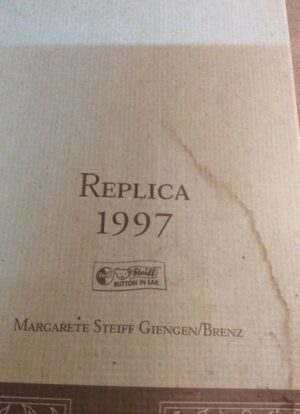 REPLICA
1997
Steiff
BUTTON IN EAR
MARGARETE STEIFF GIENGEN/BRENZ